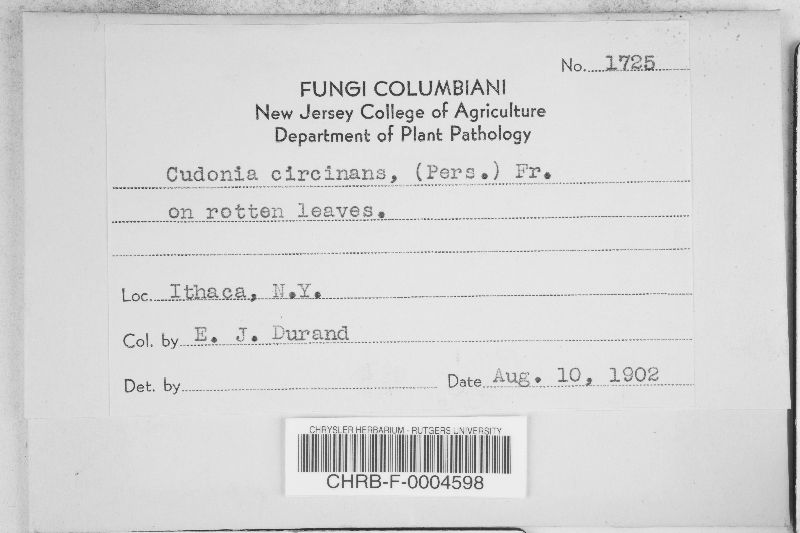 No. 1725
FUNGI COLUMBIANI
New Jersey College of Agriculture
Department of Plant Pathology
Cudonia circinans, (Pers.) Fr.
on rotten leaves.
Loc. Ithaca, N.Y.
Col. by E. J. Durand
Det. by
Date Aug. 10, 1902
CHRYSLER HERBARIUM - RUTGERS UNIVERSITY
CHRB-F-0004598